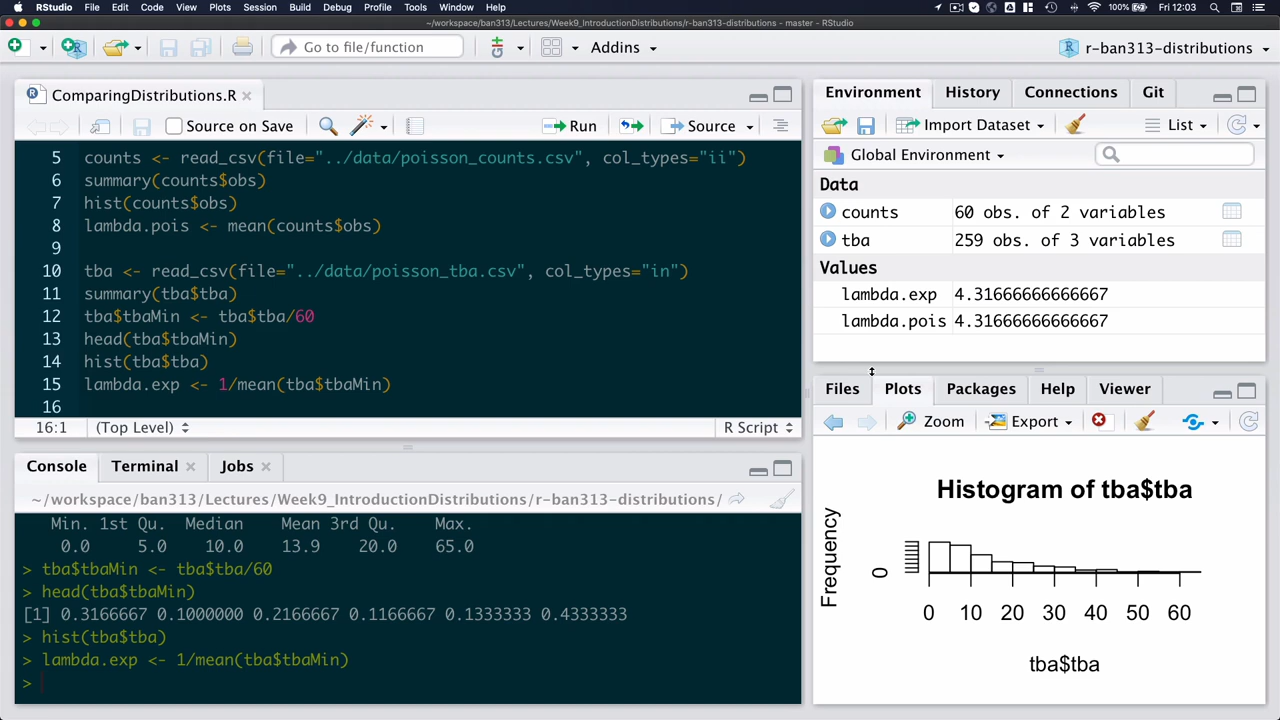 RStudio File Edit Code View Plots Session Build Debug Profile Tools Window Help 100% Fri 12:03
~/workspace/ban313/Lectures/Week9_IntroductionDistributions/r-ban313-distributions - master - RStudio
Go to file/function Addins r-ban313-distributions
ComparingDistributions.R
Source on Save Run Source
5 counts <- read_csv(file="../data/poisson_counts.csv", col_types="ii")
6 summary(counts$obs)
7 hist(counts$obs)
8 lambda.pois <- mean(counts$obs)
9
10 tba <- read_csv(file="../data/poisson_tba.csv", col_types="in")
11 summary(tba$tba)
12 tba$tbaMin <- tba$tba/60
13 head(tba$tbaMin)
14 hist(tba$tba)
15 lambda.exp <- 1/mean(tba$tbaMin)
16
16:1 (Top Level) R Script
Console Terminal Jobs
~/workspace/ban313/Lectures/Week9_IntroductionDistributions/r-ban313-distributions/
Min. 1st Qu. Median Mean 3rd Qu. Max.
0.0 5.0 10.0 13.9 20.0 65.0
> tba$tbaMin <- tba$tba/60
> head(tba$tbaMin)
[1] 0.3166667 0.1000000 0.2166667 0.1166667 0.1333333 0.4333333
> hist(tba$tba)
> lambda.exp <- 1/mean(tba$tbaMin)
>
Environment History Connections Git
Import Dataset List
Global Environment
Data
counts 60 obs. of 2 variables
tba 259 obs. of 3 variables
Values
lambda.exp 4.31666666666667
lambda.pois 4.31666666666667
Files Plots Packages Help Viewer
Zoom Export
Histogram of tba$tba
Frequency
0
0 10 20 30 40 50 60
tba$tba